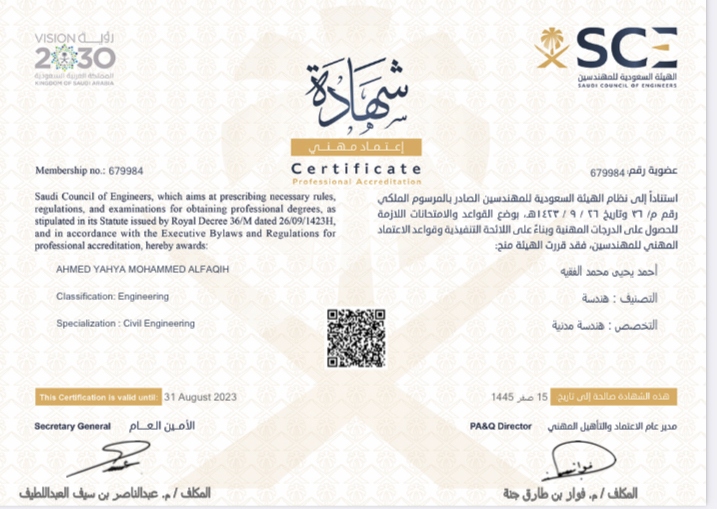 VISION رؤيــة
2030
المملكة العربية السعودية
KINGDOM OF SAUDI ARABIA
SCE
الهيئة السعودية للمهندسين
SAUDI COUNCIL OF ENGINEERS
شهادة
إعـتـمـاد مـهـنـي
Certificate
Professional Accreditation
Membership no.: 679984
عضوية رقم: 679984
Saudi Council of Engineers, which aims at prescribing necessary rules,
regulations, and examinations for obtaining professional degrees, as
stipulated in its Statute issued by Royal Decree 36/M dated 26/09/1423H,
and in accordance with the Executive Bylaws and Regulations for
professional accreditation, hereby awards:
استناداً إلى نظام الهيئة السعودية للمهندسين الصادر بالمرسوم الملكي
رقم م/ ٣٦ وتاريخ ٢٦ / ٩ / ١٤٢٣هـ، بوضع القواعد والامتحانات اللازمة
للحصول على الدرجات المهنية وبناءً على اللائحة التنفيذية وقواعد الاعتماد
المهني للمهندسين، فقد قررت الهيئة منح:
AHMED YAHYA MOHAMMED ALFAQIH
أحمد يحيى محمد الفقيه
Classification: Engineering
التصنيف : هندسة
Specialization : Civil Engineering
التخصص : هندسة مدنية
This Certification is valid until: 31 August 2023
هذه الشهادة صالحة إلى تاريخ 15 صفر 1445
Secretary General الأمـين العــام
PA&Q Director مدير عام الاعتماد والتأهيل المهني
المكلف / م. عبدالناصر بن سيف العبداللطيف
المكلف / م. فواز بن طارق جنة